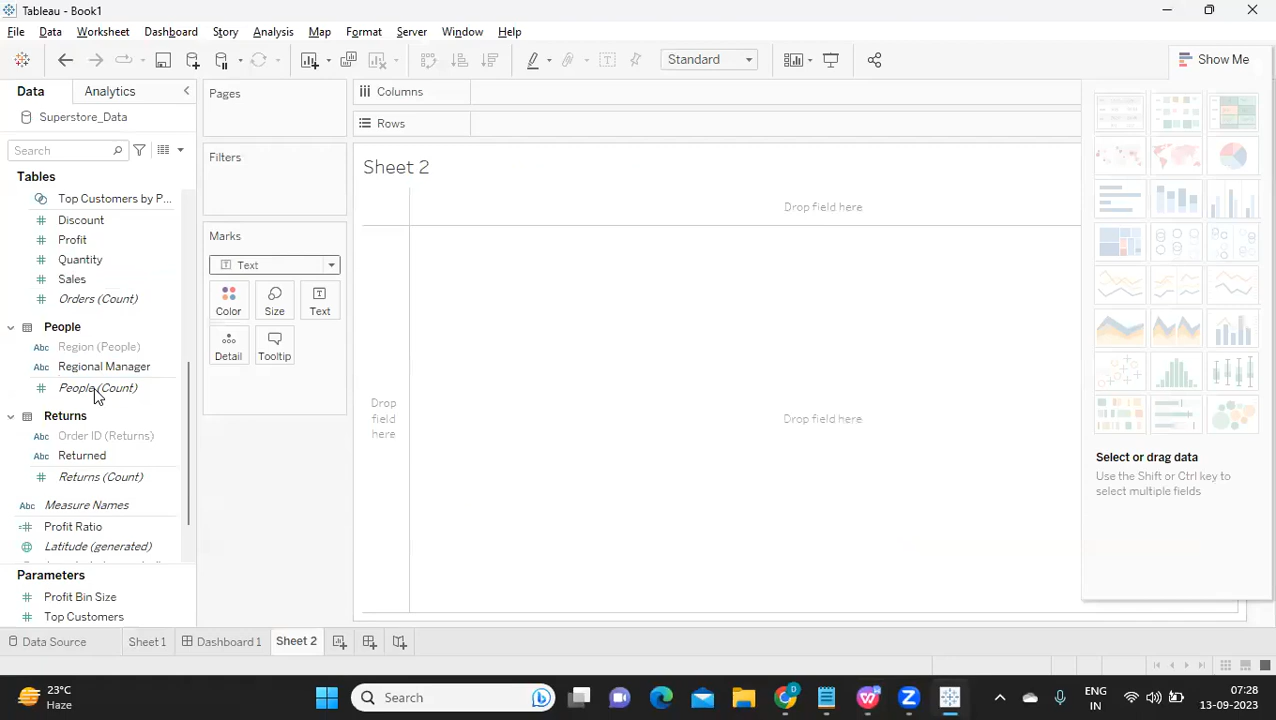 Tableau - Book1
File Data Worksheet Dashboard Story Analysis Map Format Server Window Help
Standard
Show Me
Data Analytics
Pages
Columns
Superstore_Data
Rows
Search
Filters
Sheet 2
Tables
Top Customers by P...
Discount
Drop field here
Profit
Marks
Quantity
Text
Sales
Orders (Count)
Color Size Text
People
Region (People)
Detail Tooltip
Regional Manager
People (Count)
Drop
field
here
Drop field here
Returns
Order ID (Returns)
Returned
Select or drag data
Use the Shift or Ctrl key to
select multiple fields
Returns (Count)
Measure Names
Profit Ratio
Latitude (generated)
Parameters
Profit Bin Size
Top Customers
Data Source Sheet 1 Dashboard 1 Sheet 2
23°C
Haze
Search
ENG
IN
07:28
13-09-2023